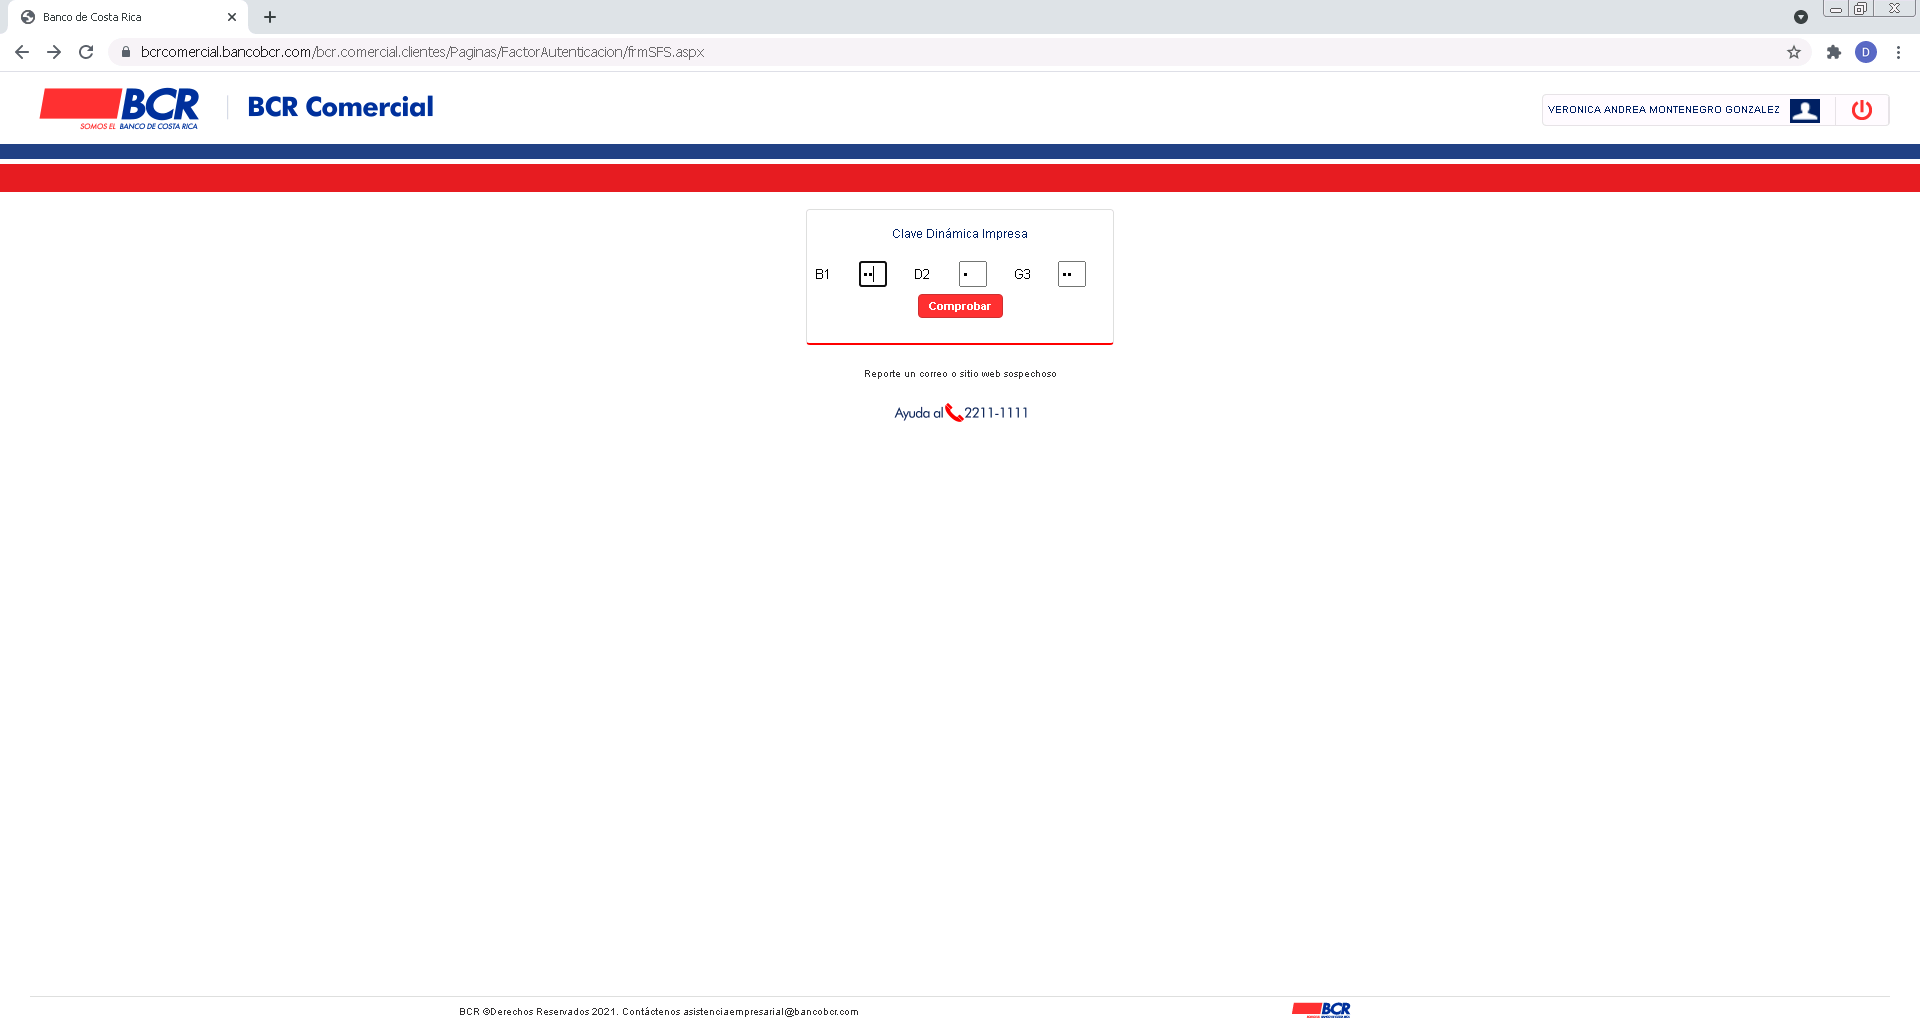 Banco de Costa Rica
bcrcomercial.bancobcr.com/bcr.comercial.clientes/Paginas/FactorAutenticacion/frmSFS.aspx
D
BCR
SOMOS EL BANCO DE COSTA RICA
BCR Comercial
VERONICA ANDREA MONTENEGRO GONZALEZ
Clave Dinámica Impresa
B1 •• D2 • G3 ••
Comprobar
Reporte un correo o sitio web sospechoso
Ayuda al 2211-1111
BCR ©Derechos Reservados 2021. Contáctenos asistenciaempresarial@bancobcr.com
BCR